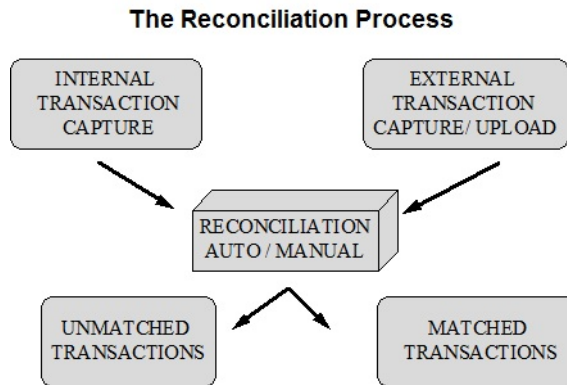 The Reconciliation Process
INTERNAL
TRANSACTION
CAPTURE
EXTERNAL
TRANSACTION
CAPTURE/ UPLOAD
RECONCILIATION
AUTO / MANUAL
UNMATCHED
TRANSACTIONS
MATCHED
TRANSACTIONS